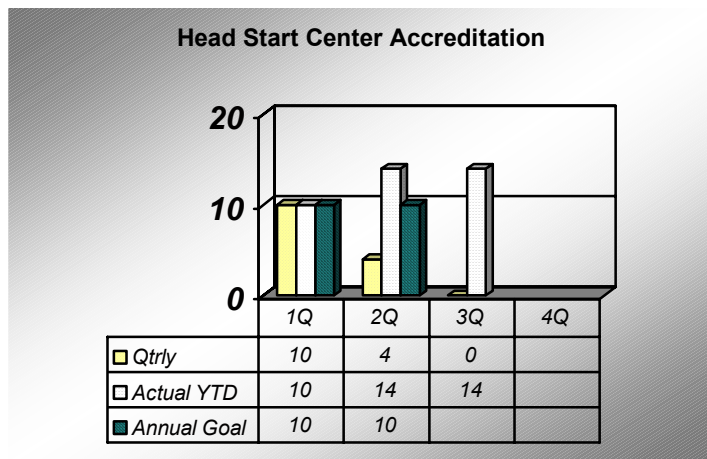 Head Start Center Accreditation
20
10
0
1Q 2Q 3Q 4Q
Qtrly 10 4 0
Actual YTD 10 14 14
Annual Goal 10 10